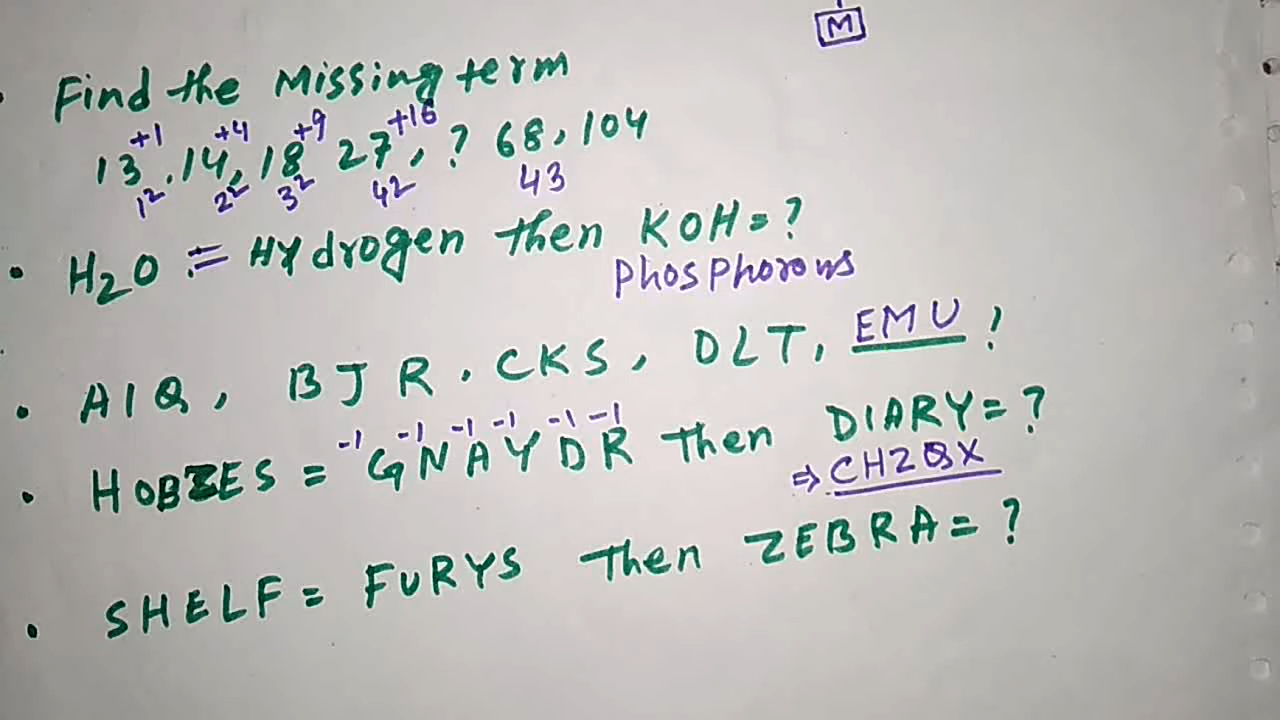 M
Find the Missing term
+1 +4 +9 +16
13. 14, 18 27, ? 68, 104
1² 2² 3² 42 43
H₂O = Hydrogen then KOH = ?
Phosphorous
AIQ, BJR. CKS, DLT, EMU ?
-1 -1 -1 -1 -1 -1
HOBZES = GNAYDR then DIARY = ?
⇒ CHZQX
SHELF = FURYS then ZEBRA = ?